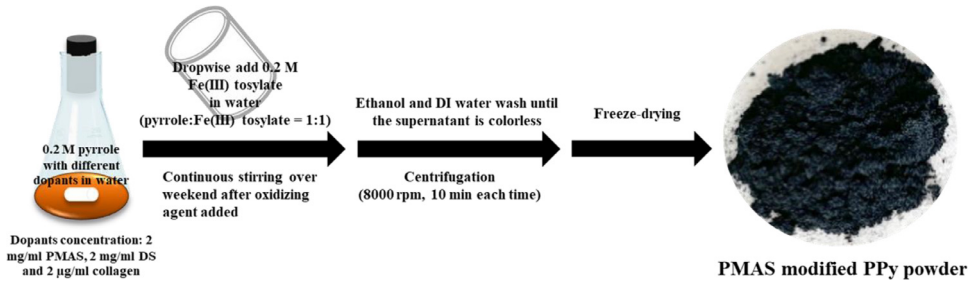 0.2 M pyrrole
with different
dopants in water
Dopants concentration: 2
mg/ml PMAS, 2 mg/ml DS
and 2 µg/ml collagen
Dropwise add 0.2 M
Fe(III) tosylate
in water
(pyrrole:Fe(III) tosylate = 1:1)
Continuous stirring over
weekend after oxidizing
agent added
Ethanol and DI water wash until
the supernatant is colorless
Centrifugation
(8000 rpm, 10 min each time)
Freeze-drying
PMAS modified PPy powder